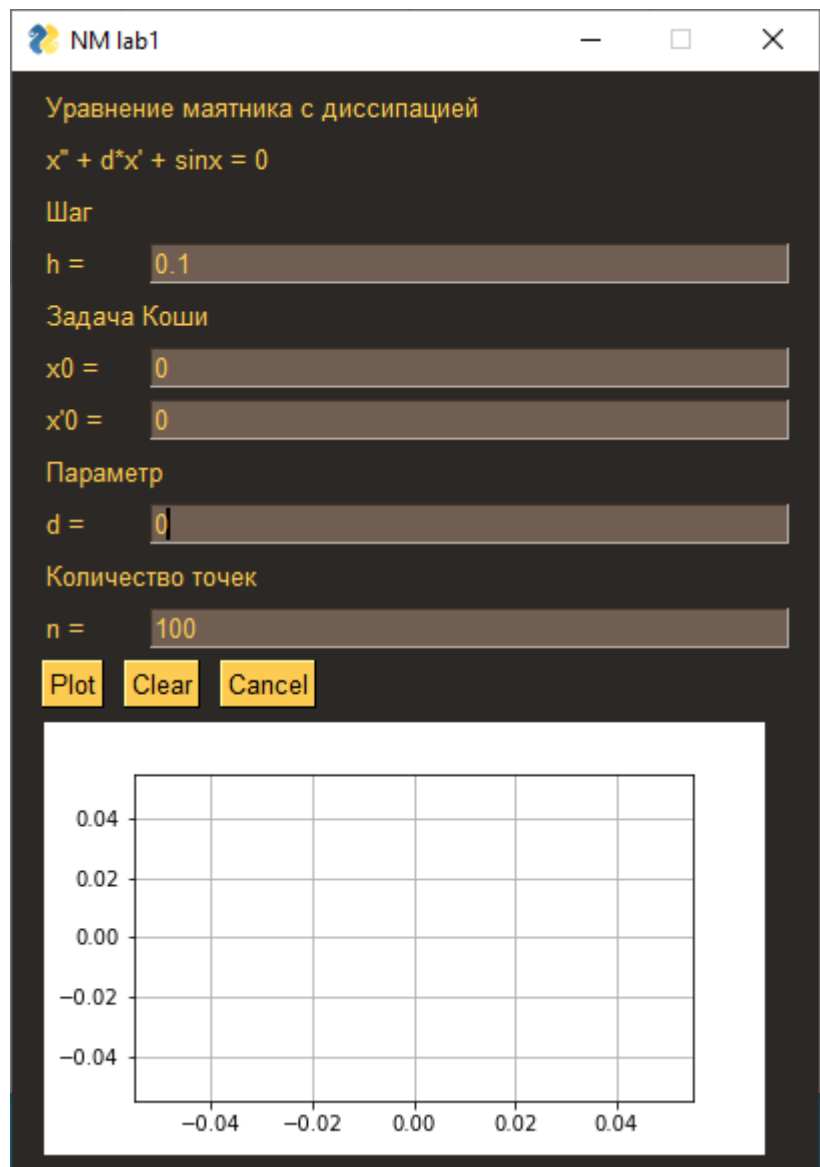 NM lab1
Уравнение маятника с диссипацией
x'' + d*x' + sinx = 0
Шаг
h = 0.1
Задача Коши
x0 = 0
x'0 = 0
Параметр
d = 0
Количество точек
n = 100
Plot Clear Cancel
0.04
0.02
0.00
−0.02
−0.04
−0.04 −0.02 0.00 0.02 0.04